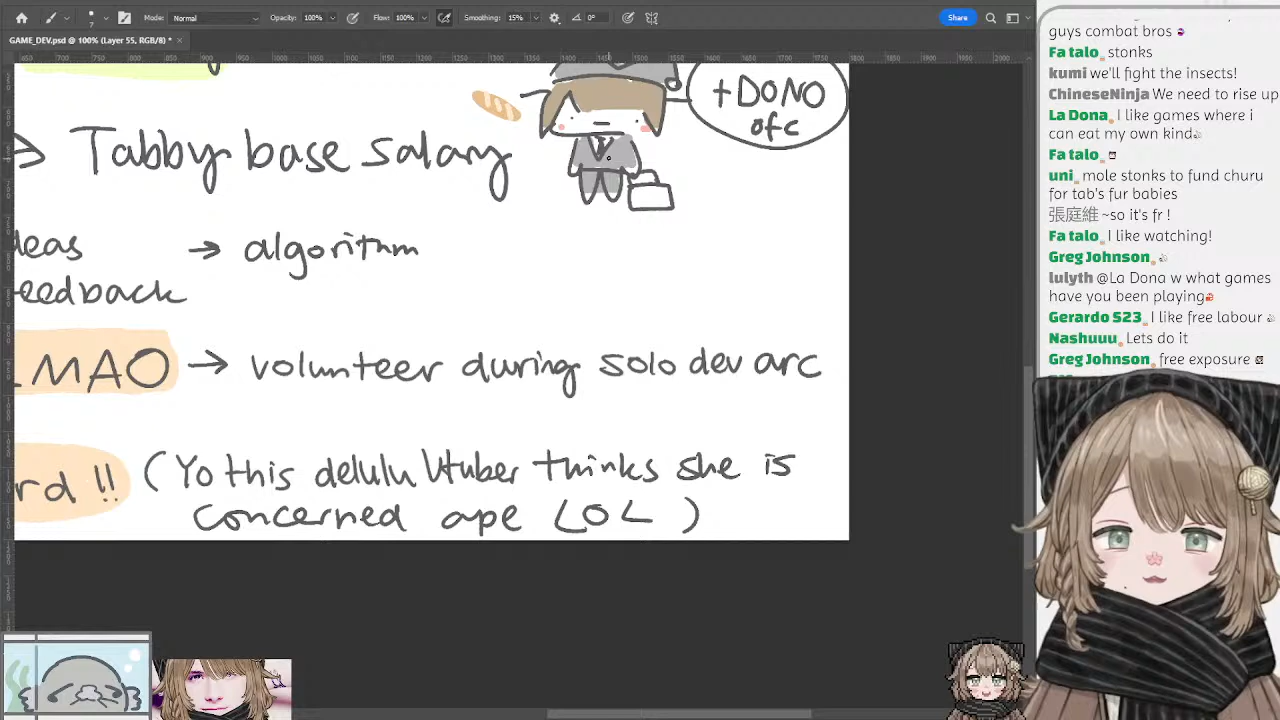 Mode: Normal Opacity: 100% Flow: 100% Smoothing: 15% 0° Share
GAME_DEV.psd @ 100% (Layer 55, RGB/8) *
+DONO
ofc
Tabby base salary
→ algorithm
LMAO → volunteer during solo dev arc
rd !! (Yo this delulu Vtuber thinks she is
concerned ape LOL )
guys combat bros
Fa talo stonks
kumi we'll fight the insects!
ChineseNinja We need to rise up
La Dona I like games where i
can eat my own kind
Fa talo
uni mole stonks to fund churu
for tab's fur babies
張庭維 ~so it's fr !
Fa talo I like watching!
Greg Johnson
lulyth @La Dona w what games
have you been playing
Gerardo S23 I like free labour
Nashuuu Lets do it
Greg Johnson free exposure